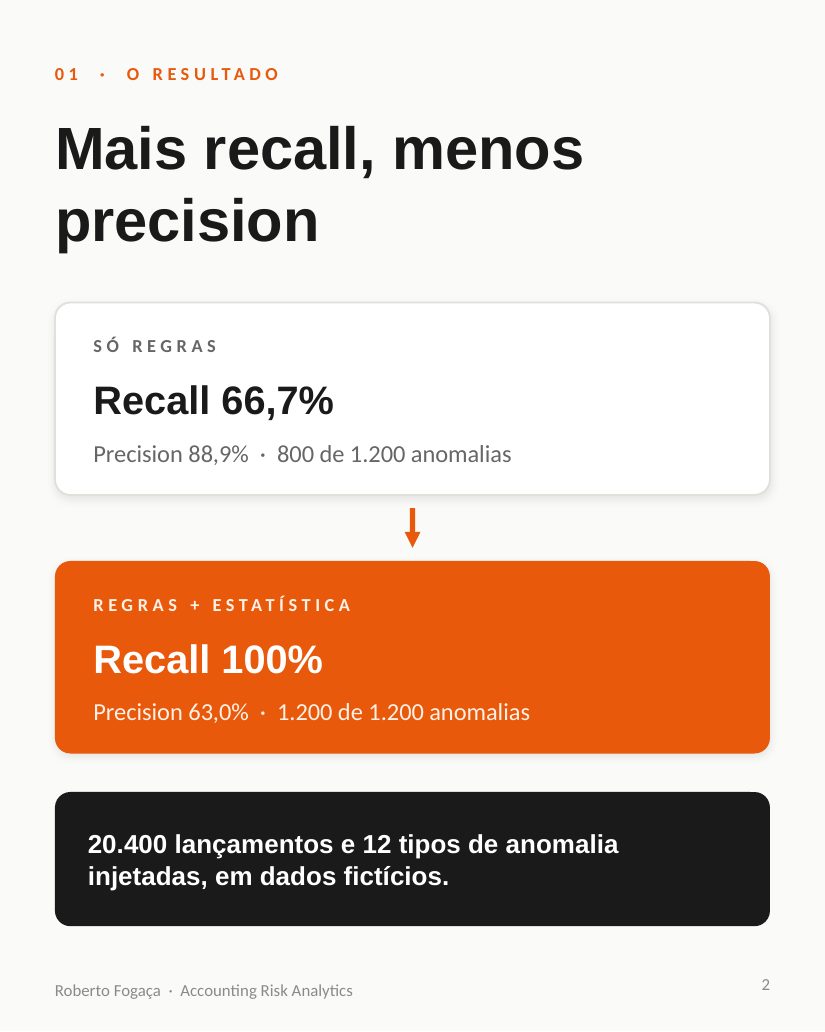 01 · O RESULTADO
Mais recall, menos
precision
SÓ REGRAS
Recall 66,7%
Precision 88,9% · 800 de 1.200 anomalias
REGRAS + ESTATÍSTICA
Recall 100%
Precision 63,0% · 1.200 de 1.200 anomalias
20.400 lançamentos e 12 tipos de anomalia
injetadas, em dados fictícios.
Roberto Fogaça · Accounting Risk Analytics
2